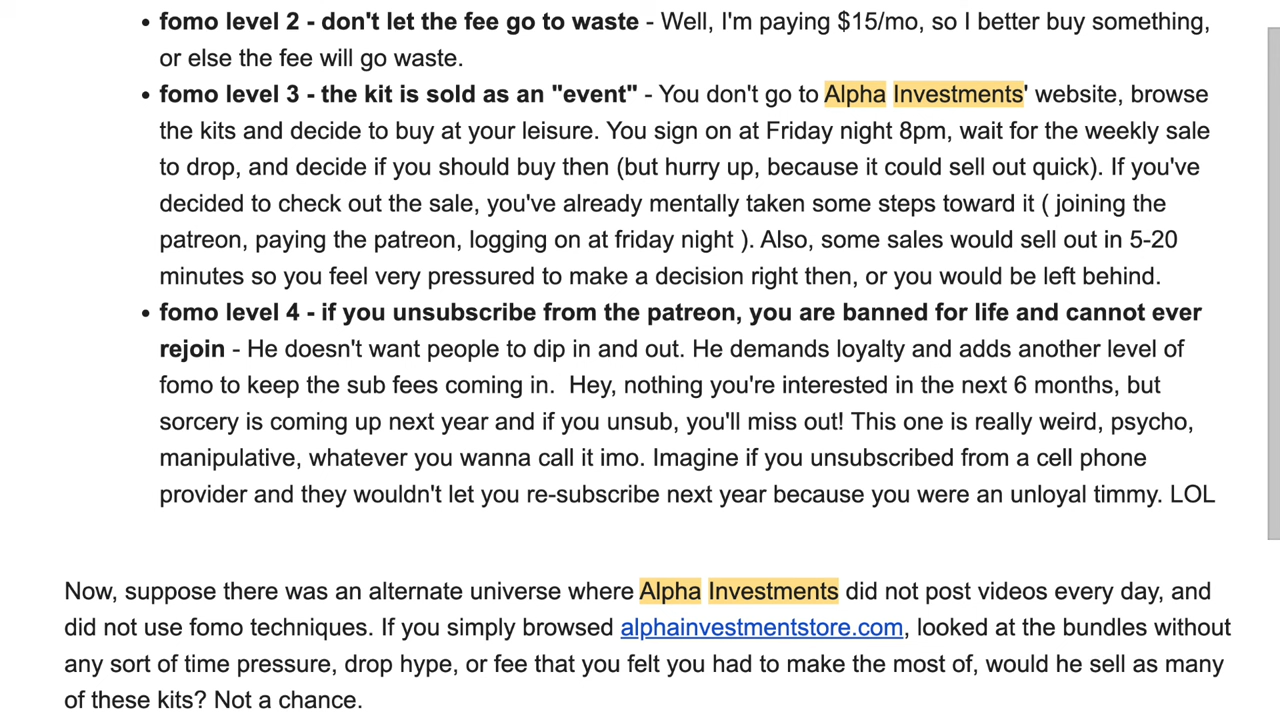 • fomo level 2 - don't let the fee go to waste - Well, I'm paying $15/mo, so I better buy something,
or else the fee will go waste.
• fomo level 3 - the kit is sold as an "event" - You don't go to Alpha Investments' website, browse
the kits and decide to buy at your leisure. You sign on at Friday night 8pm, wait for the weekly sale
to drop, and decide if you should buy then (but hurry up, because it could sell out quick). If you've
decided to check out the sale, you've already mentally taken some steps toward it ( joining the
patreon, paying the patreon, logging on at friday night ). Also, some sales would sell out in 5-20
minutes so you feel very pressured to make a decision right then, or you would be left behind.
• fomo level 4 - if you unsubscribe from the patreon, you are banned for life and cannot ever
rejoin - He doesn't want people to dip in and out. He demands loyalty and adds another level of
fomo to keep the sub fees coming in.  Hey, nothing you're interested in the next 6 months, but
sorcery is coming up next year and if you unsub, you'll miss out! This one is really weird, psycho,
manipulative, whatever you wanna call it imo. Imagine if you unsubscribed from a cell phone
provider and they wouldn't let you re-subscribe next year because you were an unloyal timmy. LOL
Now, suppose there was an alternate universe where Alpha Investments did not post videos every day, and
did not use fomo techniques. If you simply browsed alphainvestmentstore.com, looked at the bundles without
any sort of time pressure, drop hype, or fee that you felt you had to make the most of, would he sell as many
of these kits? Not a chance.